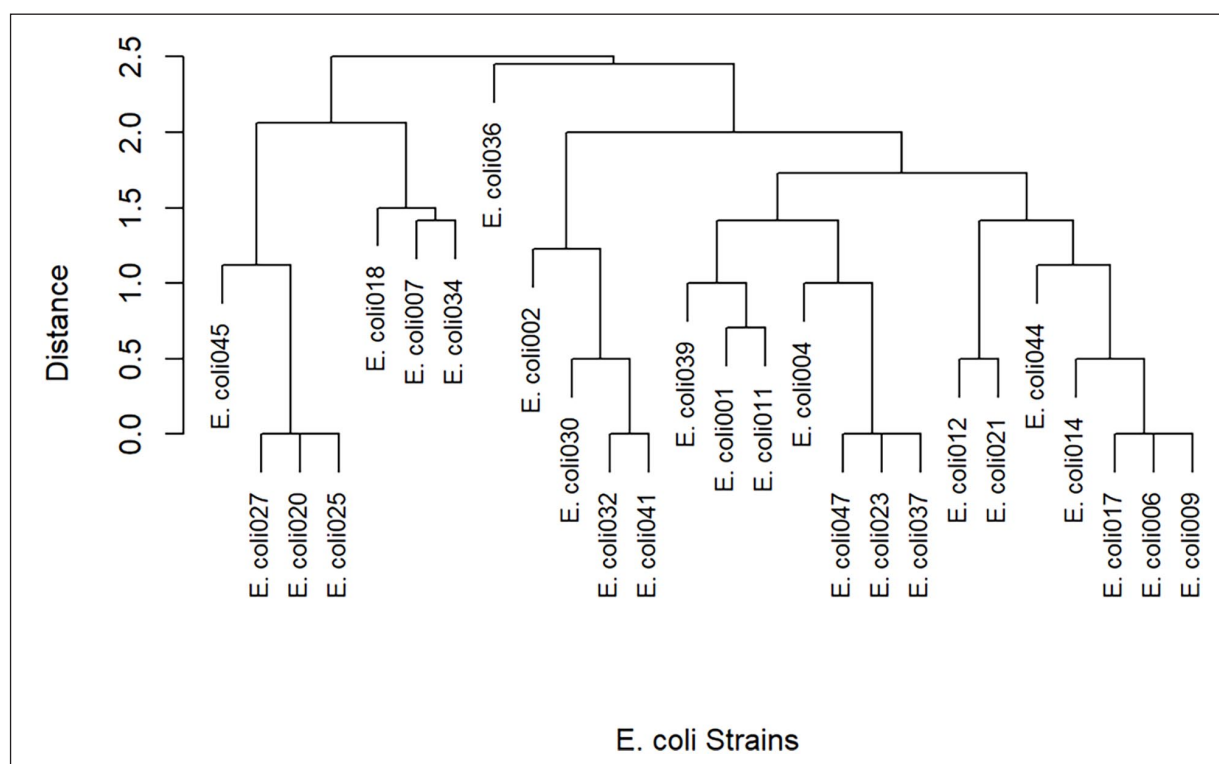 2.5
2.0
1.5
1.0
0.5
0.0
Distance
E. coli045
E. coli027
E. coli020
E. coli025
E. coli018
E. coli007
E. coli034
E. coli036
E. coli002
E. coli030
E. coli032
E. coli041
E. coli039
E. coli001
E. coli011
E. coli004
E. coli047
E. coli023
E. coli037
E. coli012
E. coli021
E. coli044
E. coli014
E. coli017
E. coli006
E. coli009
E. coli Strains